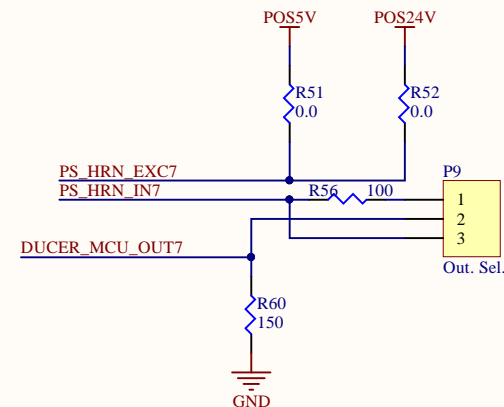 POS5V POS24V
R51 R52
0.0 0.0
PS_HRN_EXC7 P9
PS_HRN_IN7 R56 100 1
2
DUCER_MCU_OUT7 3
Out. Sel.
R60
150
GND